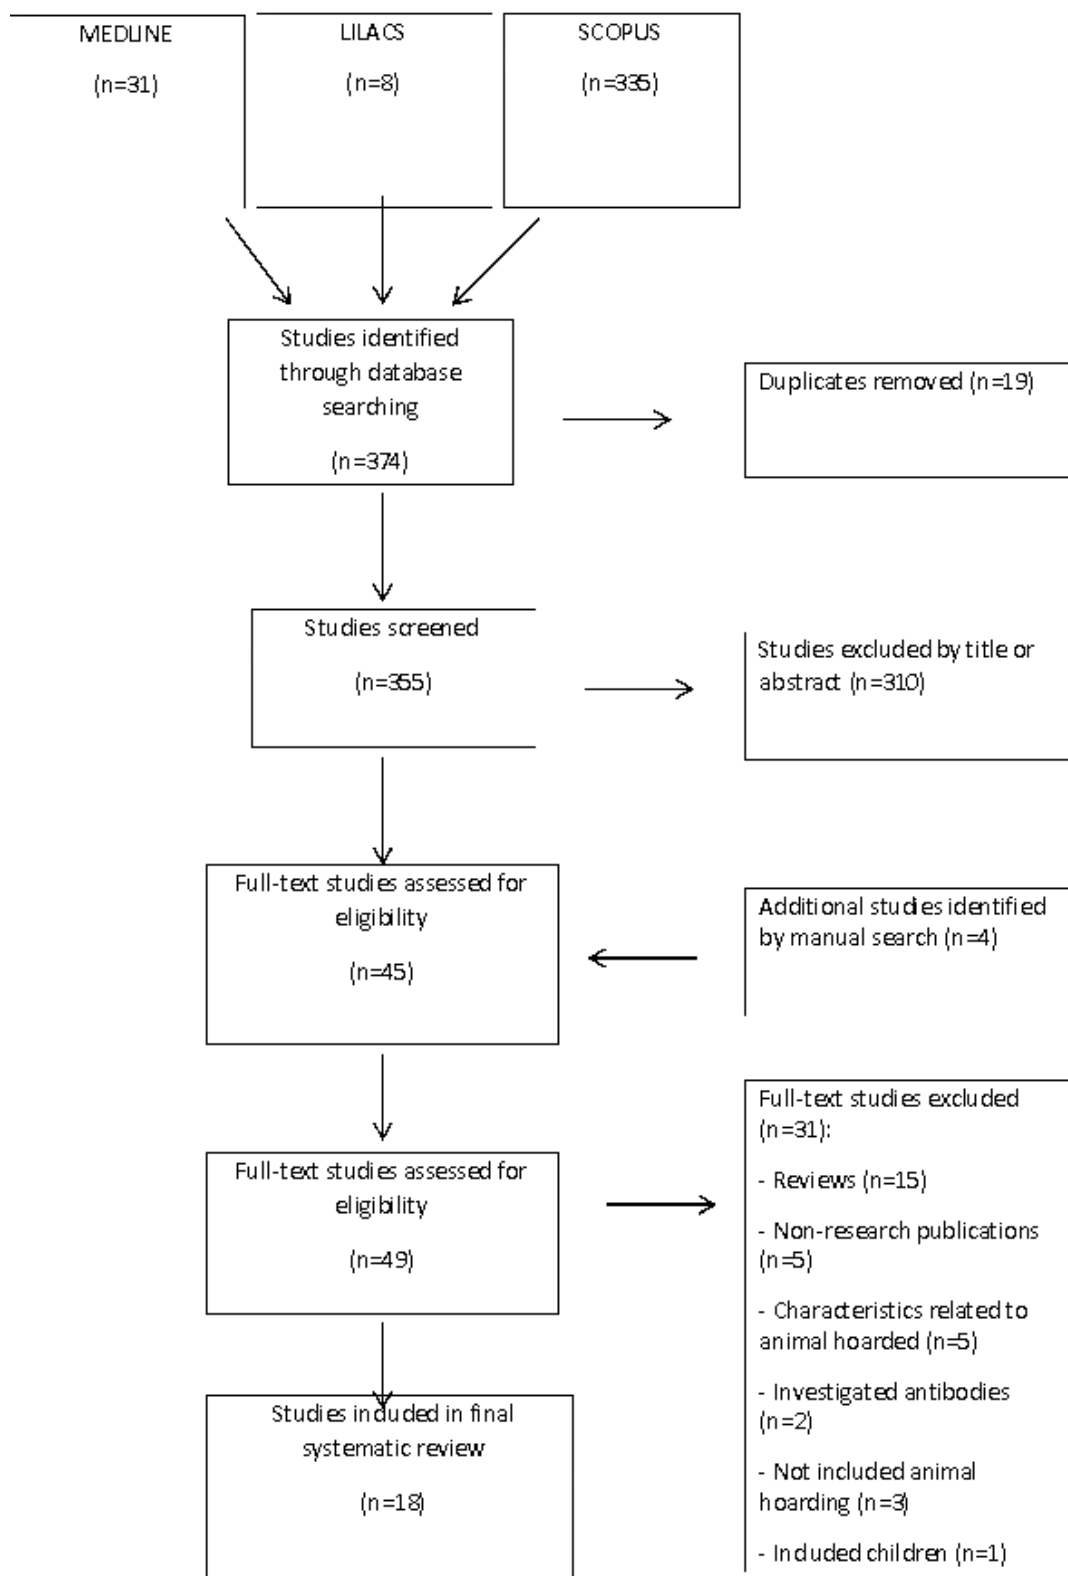 MEDLINE
(n=31)
LILACS
(n=8)
SCOPUS
(n=335)
Studies identified
through database
searching
(n=374)
Duplicates removed (n=19)
Studies screened
(n=355)
Studies excluded by title or
abstract (n=310)
Full-text studies assessed for
eligibility
(n=45)
Additional studies identified
by manual search (n=4)
Full-text studies assessed for
eligibility
(n=49)
Full-text studies excluded
(n=31):
- Reviews (n=15)
- Non-research publications
(n=5)
- Characteristics related to
animal hoarded (n=5)
- Investigated antibodies
(n=2)
- Not included animal
hoarding (n=3)
- Included children (n=1)
Studies included in final
systematic review
(n=18)